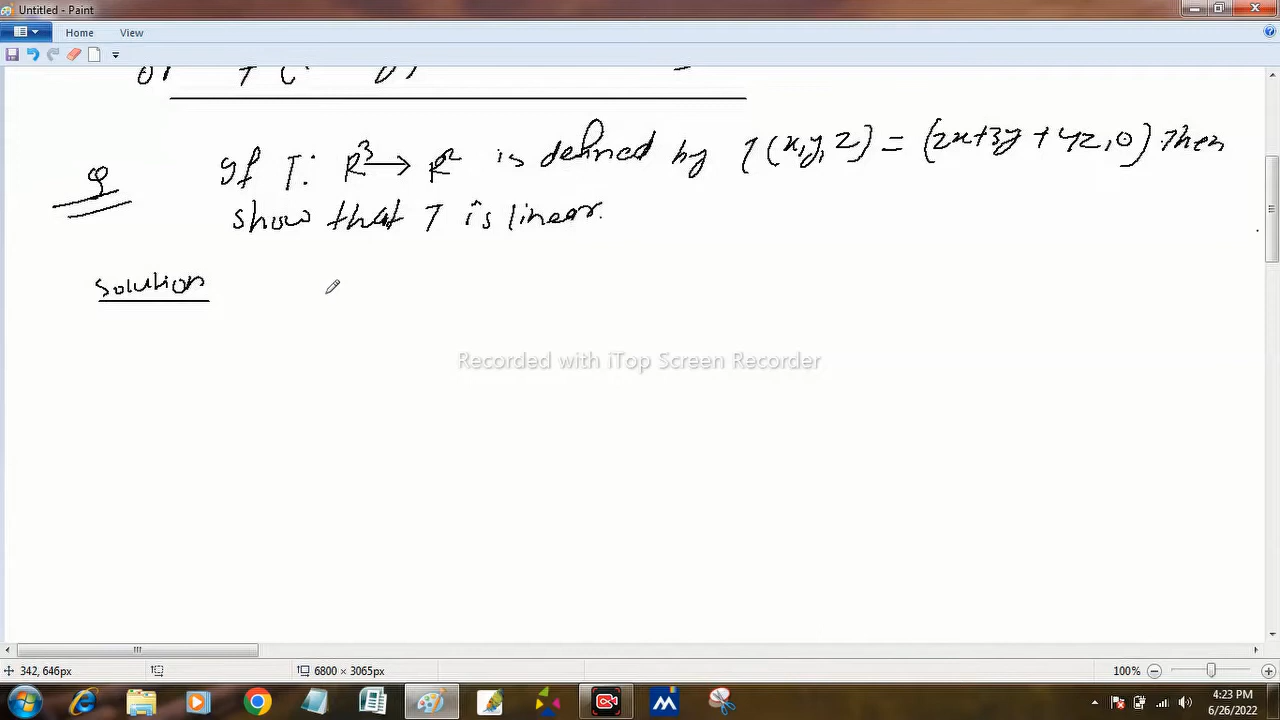 Untitled - Paint
Home View
Q If T: R³ → R² is defined by T(x,y,z) = (2x+3y+4z,0) Then
show that T is linear.
Solution
Recorded with iTop Screen Recorder
342, 646px 6800 × 3065px 100%
4:23 PM
6/26/2022